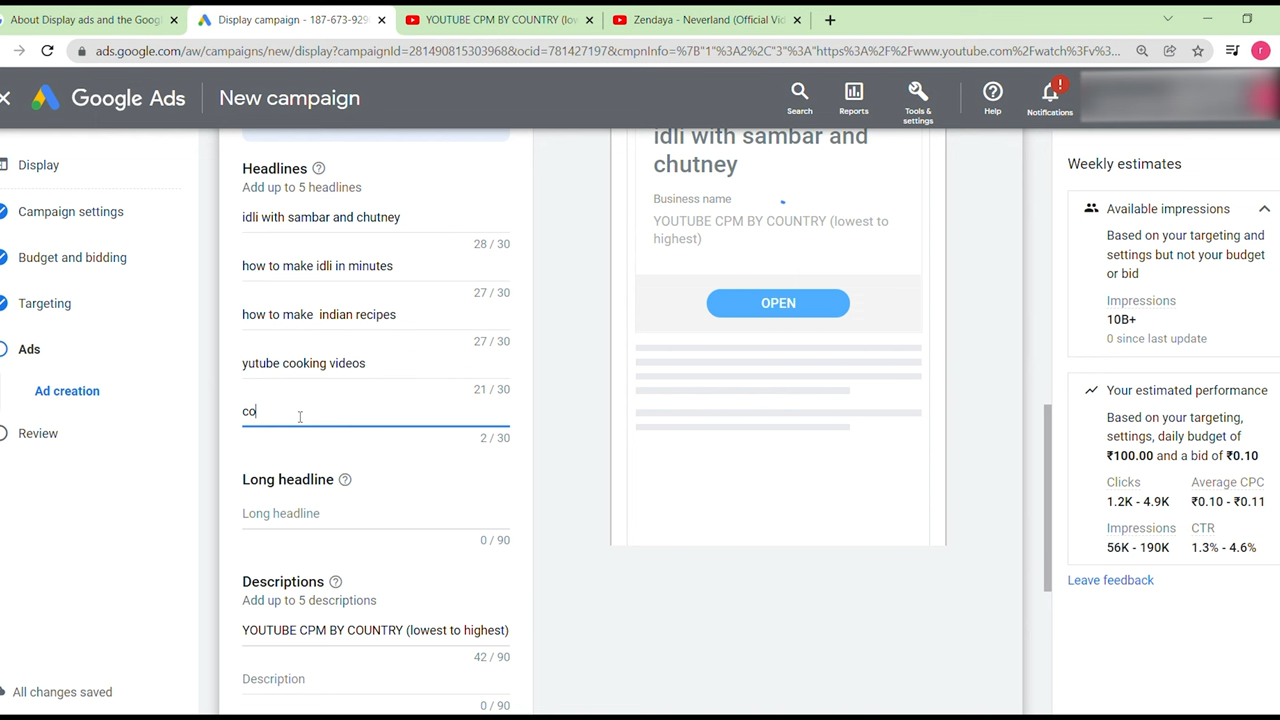 About Display ads and the Googl
Display campaign - 187-673-929
YOUTUBE CPM BY COUNTRY (low
Zendaya - Neverland (Official Vid
ads.google.com/aw/campaigns/new/display?campaignId=281490815303968&ocid=781427197&cmpnInfo=%7B"1"%3A2%2C"3"%3A"https%3A%2F%2Fwww.youtube.com%2Fwatch%3Fv%3...
r
Google Ads
New campaign
Search
Reports
Tools & settings
Help
Notifications
Display
Campaign settings
Budget and bidding
Targeting
Ads
Ad creation
Review
All changes saved
Headlines
Add up to 5 headlines
idli with sambar and chutney
28 / 30
how to make idli in minutes
27 / 30
how to make  indian recipes
27 / 30
yutube cooking videos
21 / 30
co
2 / 30
Long headline
Long headline
0 / 90
Descriptions
Add up to 5 descriptions
YOUTUBE CPM BY COUNTRY (lowest to highest)
42 / 90
Description
0 / 90
idli with sambar and
chutney
Business name
YOUTUBE CPM BY COUNTRY (lowest to
highest)
OPEN
Weekly estimates
Available impressions
Based on your targeting and
settings but not your budget
or bid
Impressions
10B+
0 since last update
Your estimated performance
Based on your targeting,
settings, daily budget of
₹100.00 and a bid of ₹0.10
Clicks
Average CPC
1.2K - 4.9K
₹0.10 - ₹0.11
Impressions
CTR
56K - 190K
1.3% - 4.6%
Leave feedback